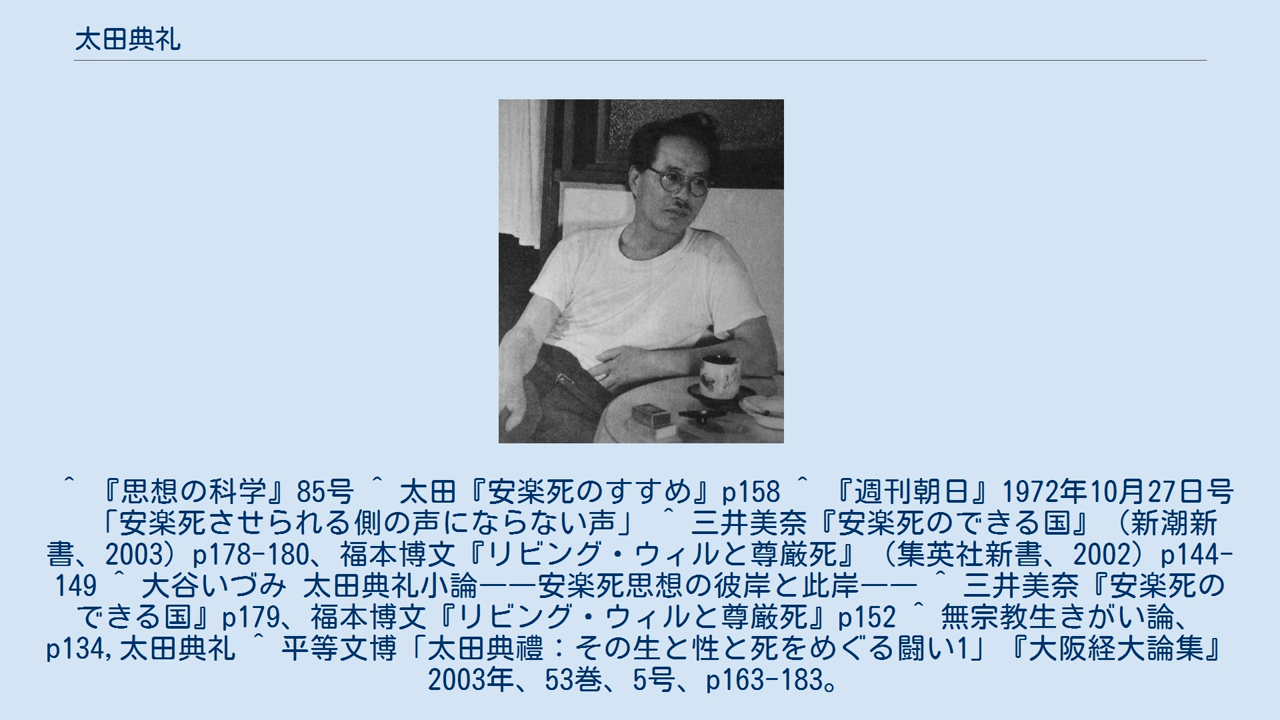 太田典礼
^ 『思想の科学』85号 ^ 太田『安楽死のすすめ』p158 ^ 『週刊朝日』1972年10月27日号
「安楽死させられる側の声にならない声」 ^ 三井美奈『安楽死のできる国』（新潮新
書、2003）p178-180、福本博文『リビング・ウィルと尊厳死』（集英社新書、2002）p144-
149 ^ 大谷いづみ 太田典礼小論――安楽死思想の彼岸と此岸―― ^ 三井美奈『安楽死の
できる国』p179、福本博文『リビング・ウィルと尊厳死』p152 ^ 無宗教生きがい論、
p134,太田典礼 ^ 平等文博「太田典禮：その生と性と死をめぐる闘い1」『大阪経大論集』
2003年、53巻、5号、p163-183。